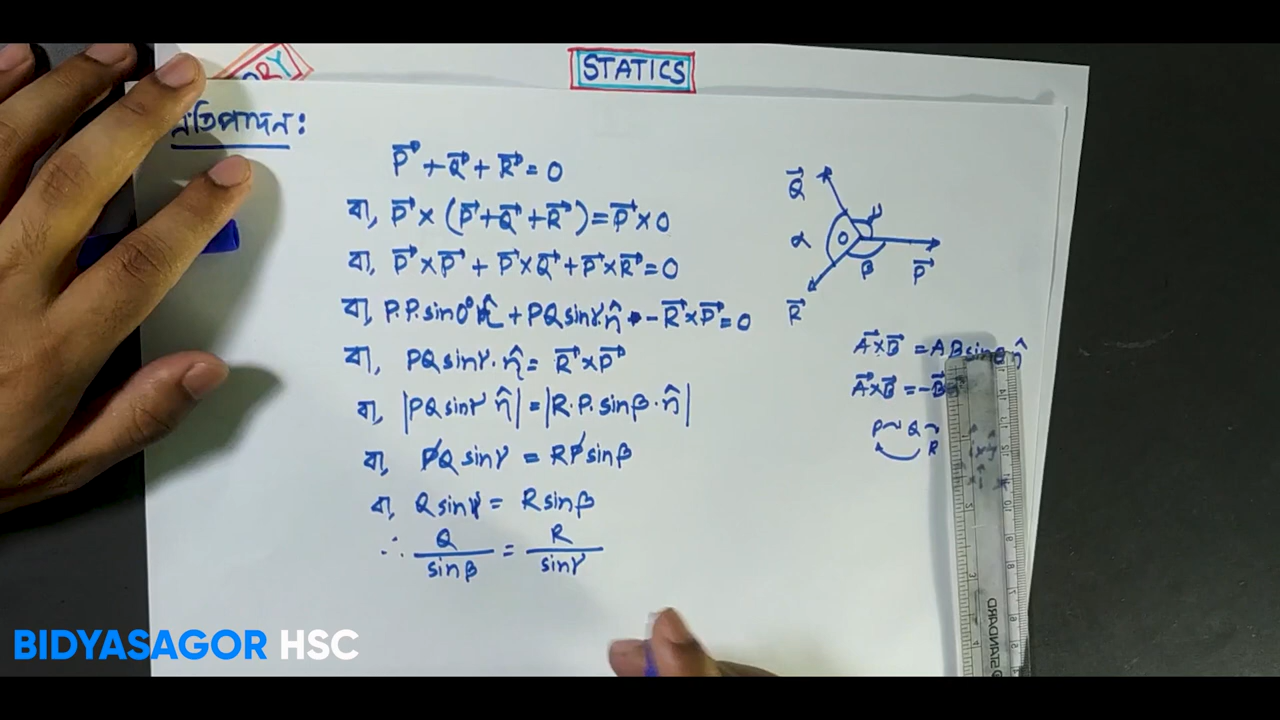 STATICS
প্রতিপাদন:
P⃗ + Q⃗ + R⃗ = 0
বা, P⃗ × (P⃗ + Q⃗ + R⃗) = P⃗ × 0
বা, P⃗ × P⃗ + P⃗ × Q⃗ + P⃗ × R⃗ = 0
বা, P.P. sin0° n̂ + PQ sinγ. n̂ - R⃗ × P⃗ = 0
বা, PQ sinγ. n̂ = R⃗ × P⃗
বা, |PQ sinγ n̂| = |R.P. sinβ. n̂|
বা, PQ sinγ = RP sinβ
বা, Q sinγ = R sinβ
∴ Q/sinβ = R/sinγ
Q⃗
γ
α O
β P⃗
R⃗
A⃗ × B⃗ = AB sinθ n̂
A⃗ × B⃗ = -B⃗
P Q
R
BIDYASAGOR HSC